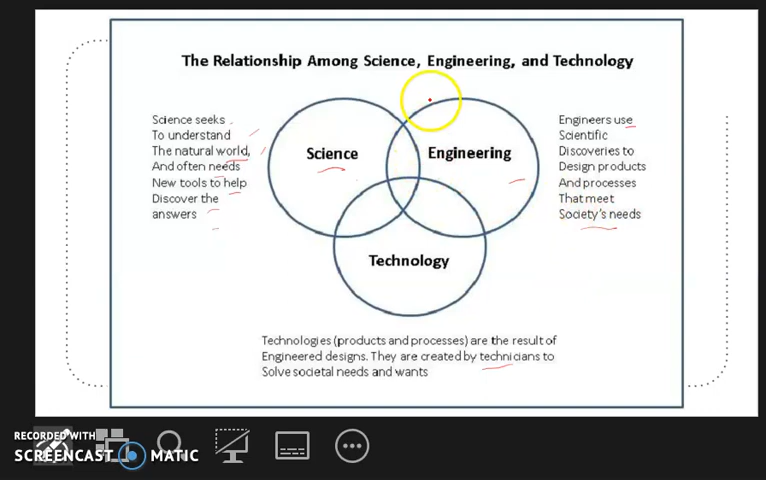 The Relationship Among Science, Engineering, and Technology
Science seeks
To understand
The natural world,
And often needs
New tools to help
Discover the
answers
Science
Engineering
Technology
Engineers use
Scientific
Discoveries to
Design products
And processes
That meet
Society's needs
Technologies (products and processes) are the result of
Engineered designs. They are created by technicians to
Solve societal needs and wants
RECORDED WITH
SCREENCAST MATIC